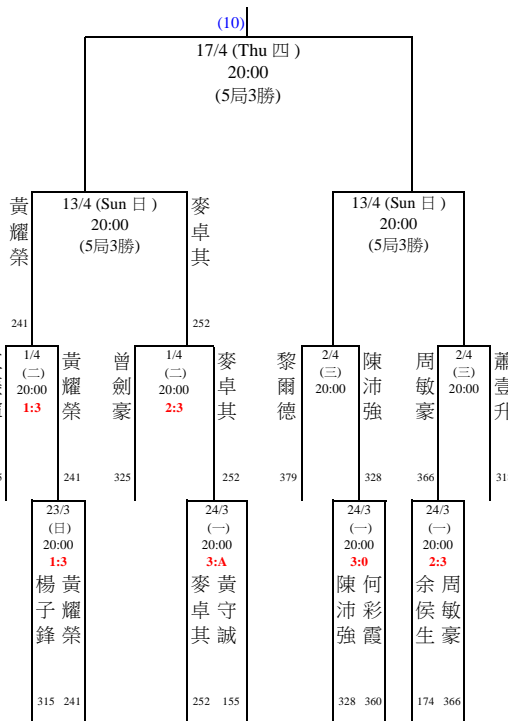 (10)
17/4 (Thu 四 )
20:00
(5局3勝)
黃耀榮
13/4 (Sun 日 )
20:00
(5局3勝)
麥卓其
13/4 (Sun 日 )
20:00
(5局3勝)
241
252
1/4
(二)
20:00
1:3
黃耀榮
曾劍豪
1/4
(二)
20:00
2:3
麥卓其
黎爾德
2/4
(三)
20:00
陳沛強
周敏豪
2/4
(三)
20:00
蕭壹升
241
325
252
379
328
366
23/3
(日)
20:00
1:3
24/3
(一)
20:00
3:A
24/3
(一)
20:00
3:0
24/3
(一)
20:00
2:3
楊子鋒
黃耀榮
麥卓其
黃守誠
陳沛強
何彩霞
余侯生
周敏豪
315 241
252 155
328 360
174 366